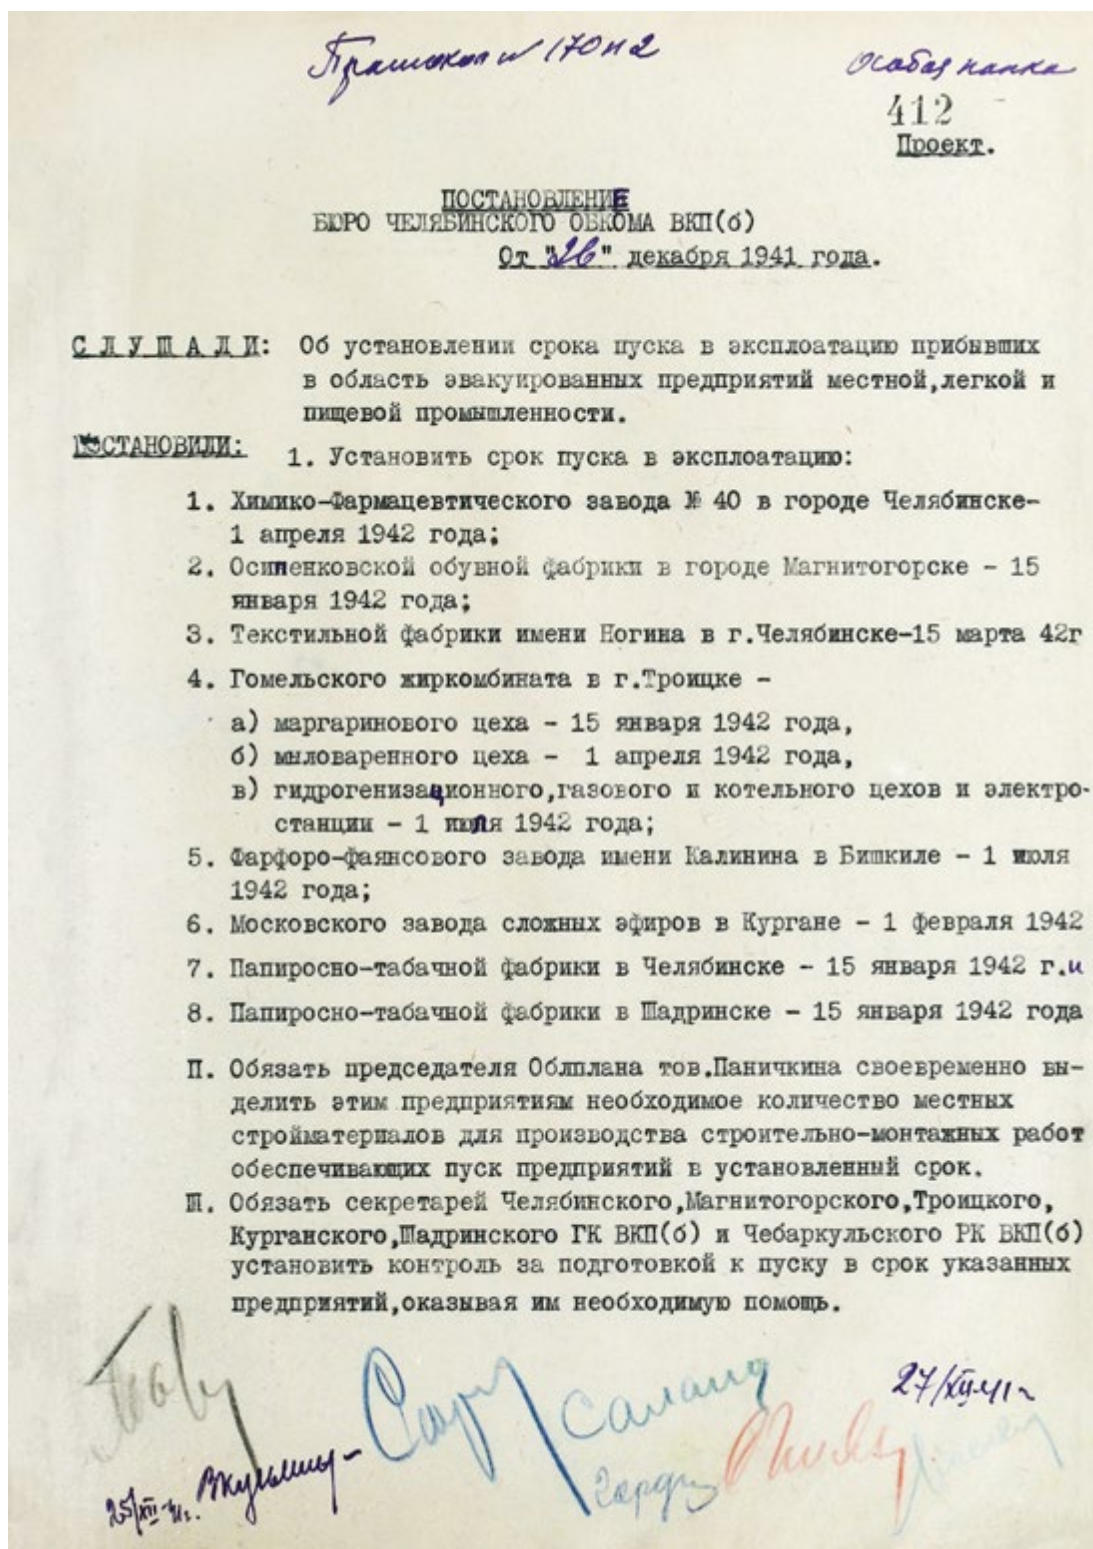 Протокол № 170 п 2
Особая папка
412
Проект.
ПОСТАНОВЛЕНИЕ
БЮРО ЧЕЛЯБИНСКОГО ОБКОМА ВКП(б)
От "26" декабря 1941 года.
СЛУШАЛИ: Об установлении срока пуска в эксплоатацию прибывших
в область эвакуированных предприятий местной,легкой и
пищевой промышленности.
ПОСТАНОВИЛИ: 1. Установить срок пуска в эксплоатацию:
1. Химико-Фармацевтического завода № 40 в городе Челябинске-
1 апреля 1942 года;
2. Осипенковской обувной фабрики в городе Магнитогорске - 15
января 1942 года;
3. Текстильной фабрики имени Ногина в г.Челябинске-15 марта 42г
4. Гомельского жиркомбината в г.Троицке -
а) маргаринового цеха - 15 января 1942 года,
б) мыловаренного цеха - 1 апреля 1942 года,
в) гидрогенизационного,газового и котельного цехов и электро-
станции - 1 июля 1942 года;
5. Фарфоро-фаянсового завода имени Калинина в Бишкиле - 1 июля
1942 года;
6. Московского завода сложных эфиров в Кургане - 1 февраля 1942
7. Папиросно-табачной фабрики в Челябинске - 15 января 1942 г.и
8. Папиросно-табачной фабрики в Шадринске - 15 января 1942 года
П. Обязать председателя Облплана тов.Паничкина своевременно вы-
делить этим предприятиям необходимое количество местных
стройматериалов для производства строительно-монтажных работ
обеспечивающих пуск предприятий в установленный срок.
Ш. Обязать секретарей Челябинского,Магнитогорского,Троицкого,
Курганского,Шадринского ГК ВКП(б) и Чебаркульского РК ВКП(б)
установить контроль за подготовкой к пуску в срок указанных
предприятий,оказывая им необходимую помощь.
27/XII-41г
25/XII-41г.